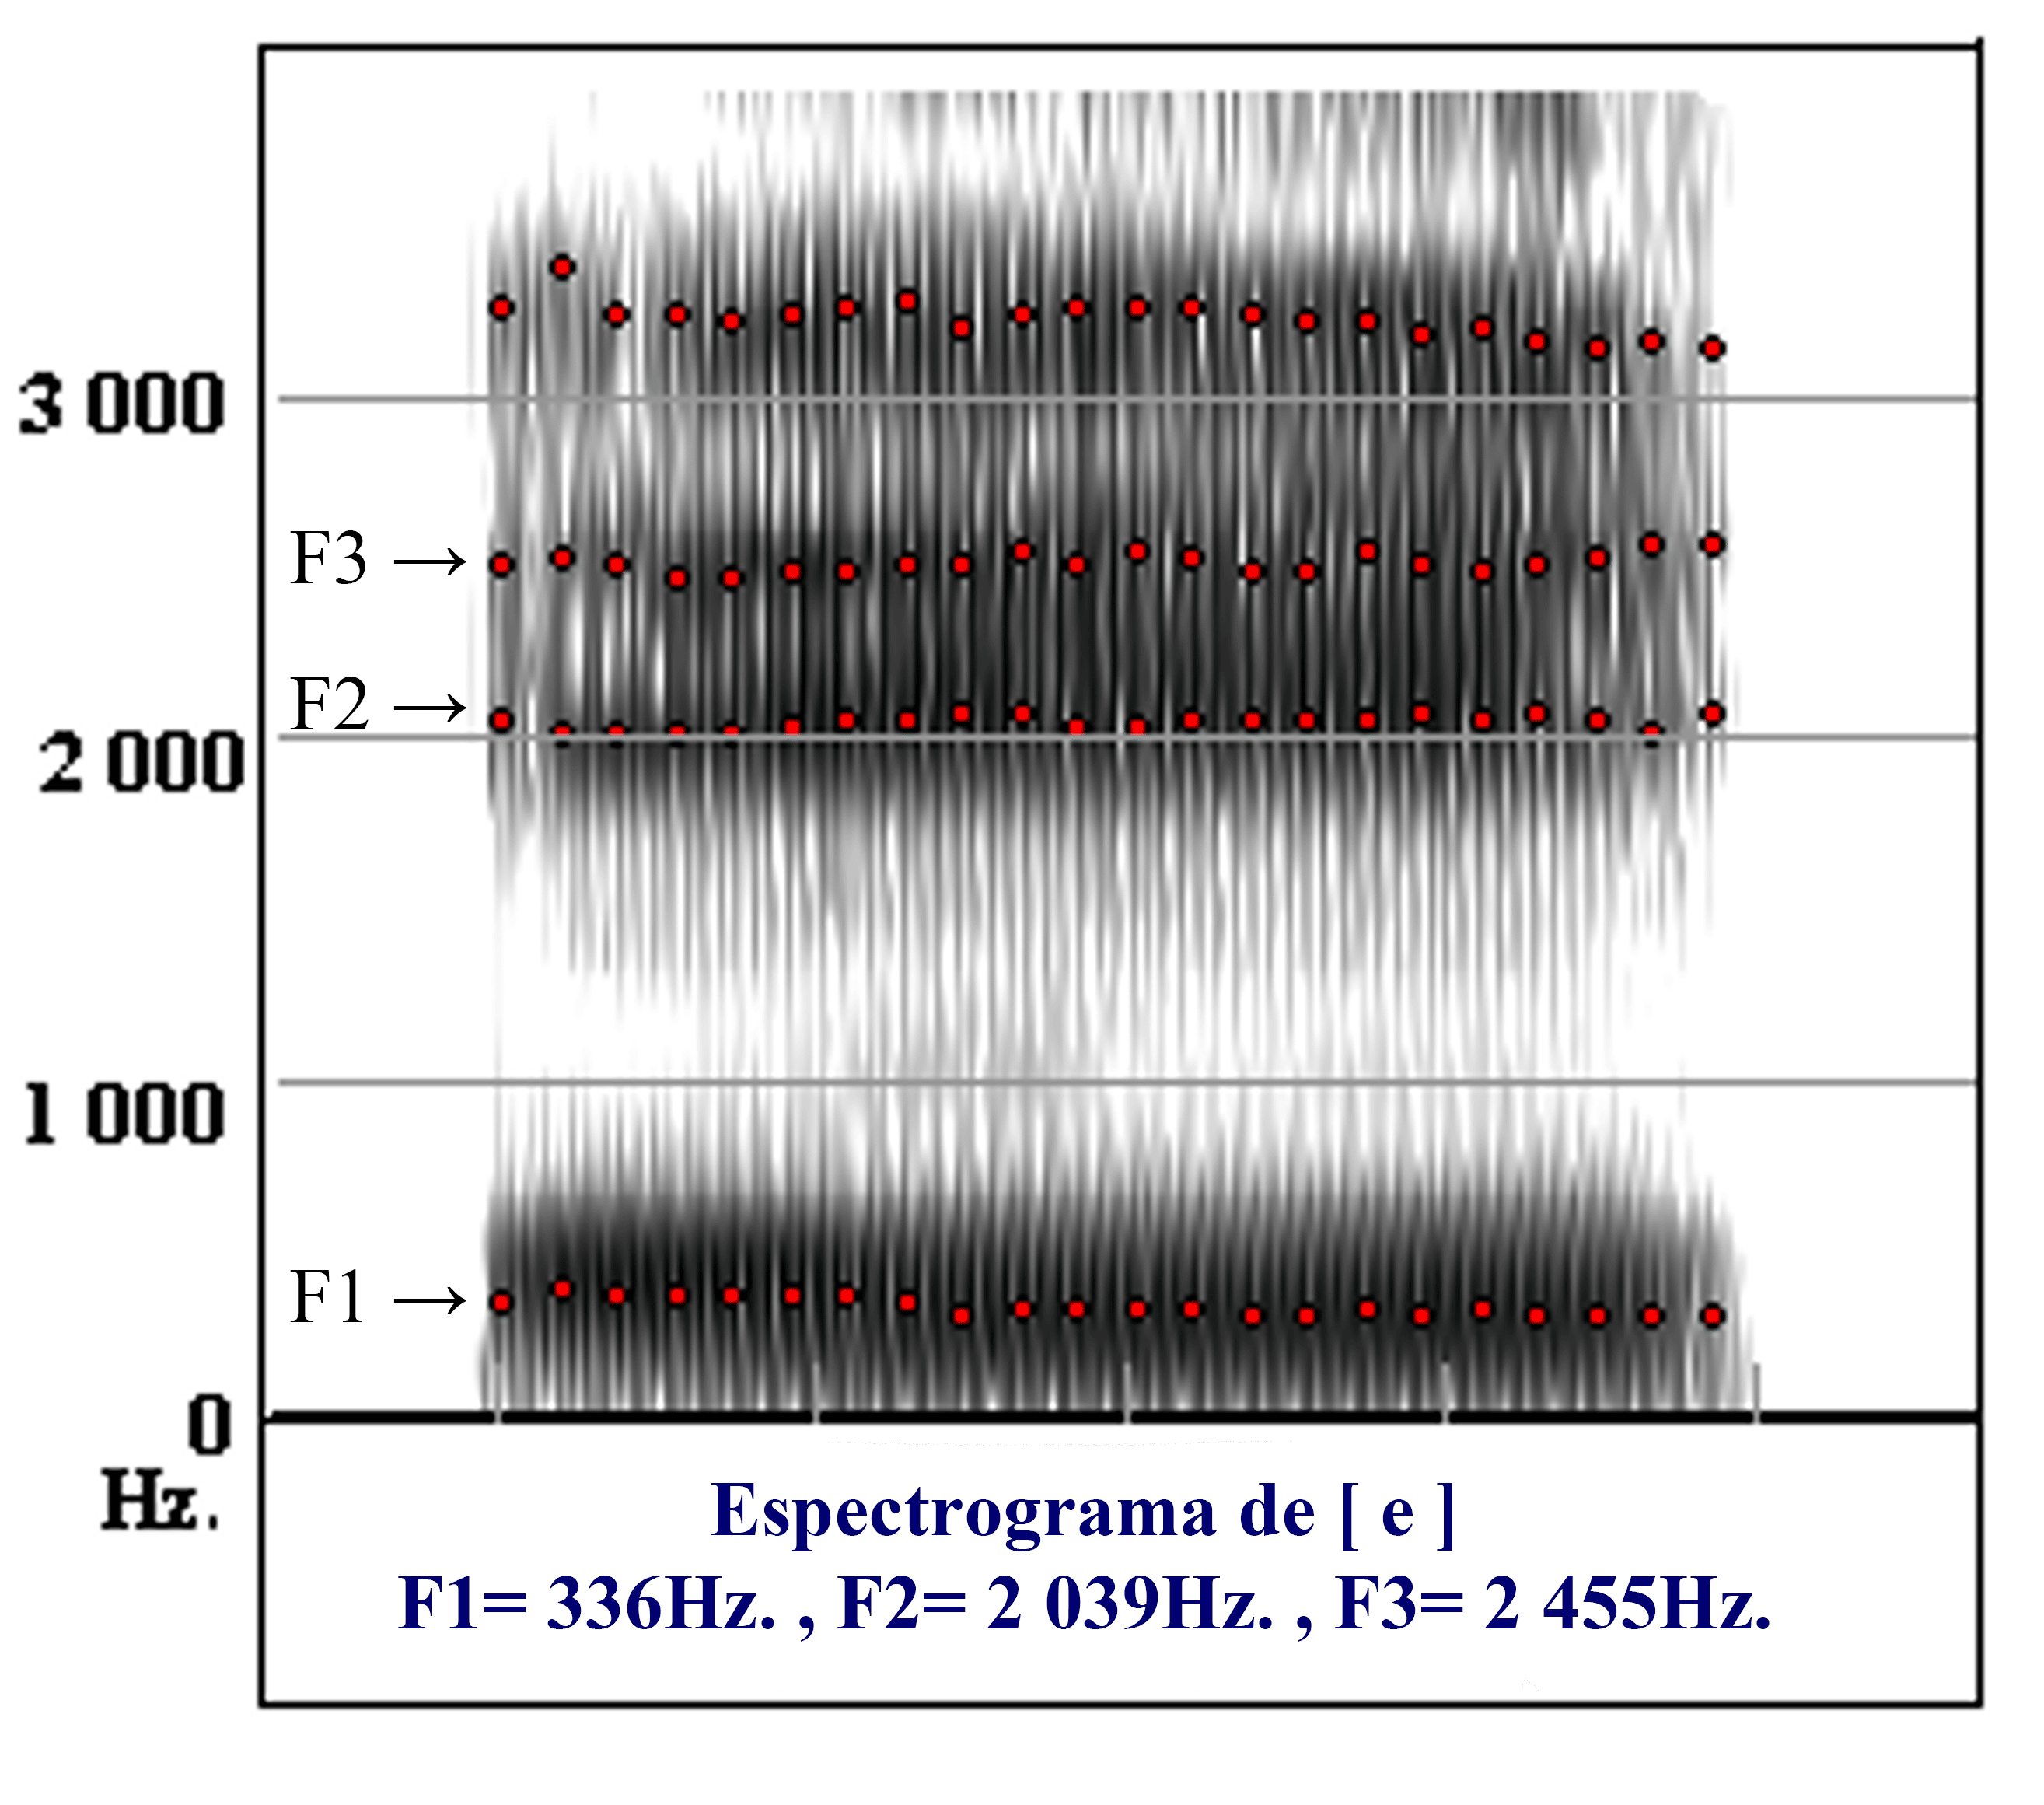 3 000
F3 →
F2 →
2 000
1 000
F1 →
0
Hz.
Espectrograma de [ e ]
F1= 336Hz. , F2= 2 039Hz. , F3= 2 455Hz.